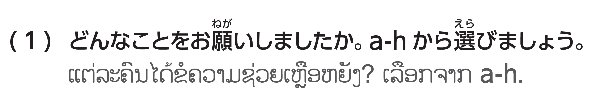 （1）どんなことをお願いしましたか。a-h から選びましょう。
ແຕ່ລະຄົນໄດ້ຂໍຄວາມຊ່ວຍເຫຼືອຫຍັງ? ເລືອກຈາກ a-h.